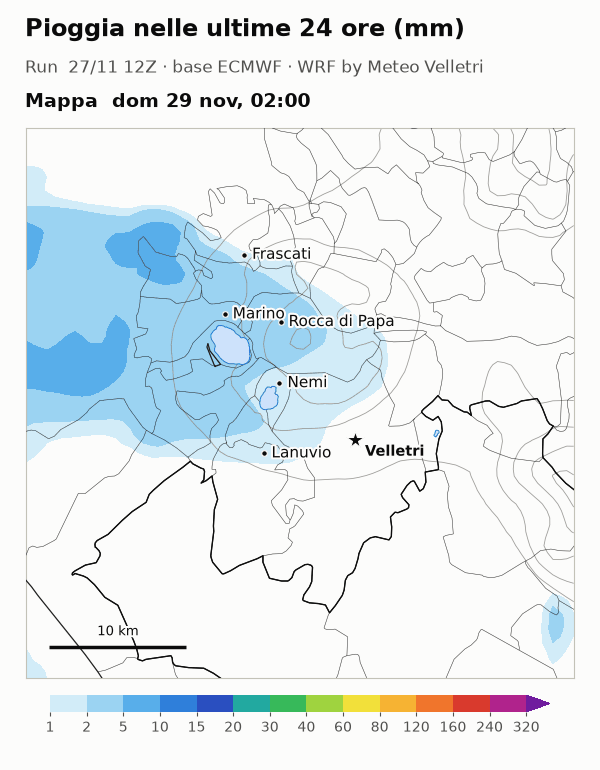 Pioggia nelle ultime 24 ore (mm)
Run  27/11 12Z · base ECMWF · WRF by Meteo Velletri
Mappa  dom 29 nov, 02:00
Frascati
Marino
Rocca di Papa
Nemi
Velletri
Lanuvio
10 km
1 2 5 10 15 20 30 40 60 80 120 160 240 320